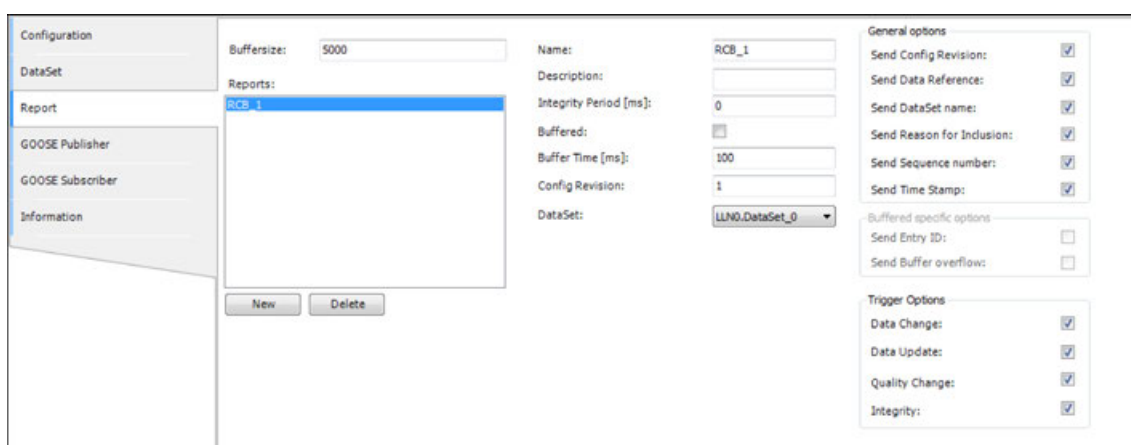 Configuration
DataSet
Report
GOOSE Publisher
GOOSE Subscriber
Information
Buffersize: 5000
Reports:
RCB_1
New Delete
Name: RCB_1
Description:
Integrity Period [ms]: 0
Buffered:
Buffer Time [ms]: 100
Config Revision: 1
DataSet: LLN0.DataSet_0
General options
Send Config Revision:
Send Data Reference:
Send DataSet name:
Send Reason for Inclusion:
Send Sequence number:
Send Time Stamp:
Buffered specific options
Send Entry ID:
Send Buffer overflow:
Trigger Options
Data Change:
Data Update:
Quality Change:
Integrity: